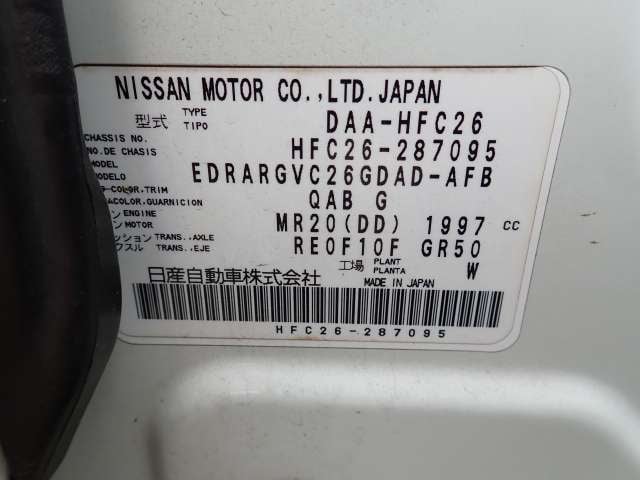 NISSAN MOTOR CO.,LTD.JAPAN
型式 TYPE TIPO DAA-HFC26
CHASSIS NO. NO.DE CHASIS HFC26-287095
MODEL MODELO EDRARGVC26GDAD-AFB
COLOR,TRIM COLOR,GUARNICION QAB G
ENGINE MOTOR MR20(DD) 1997 CC
TRANS.,AXLE TRANS.,EJE RE0F10F GR50
工場 PLANT PLANTA W
日産自動車株式会社 MADE IN JAPAN
HFC26-287095